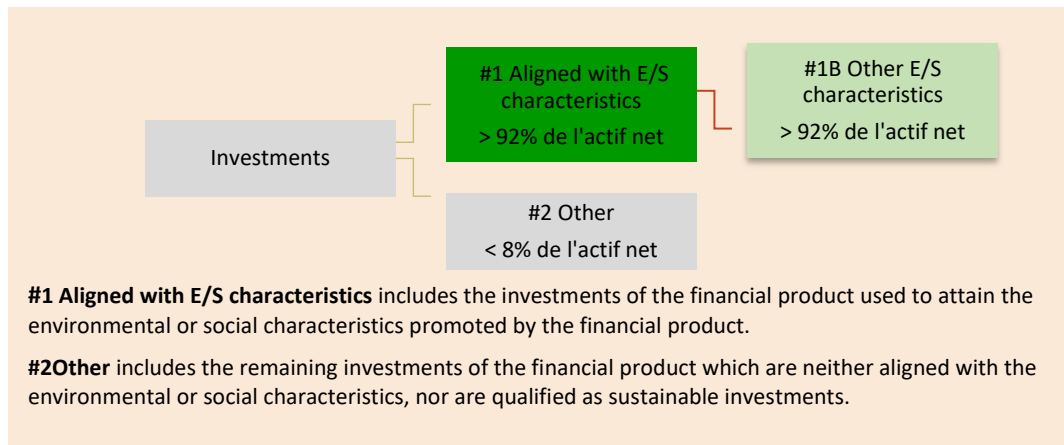 #1 Aligned with E/S
characteristics
> 92% de l'actif net
#1B Other E/S
characteristics
> 92% de l'actif net
Investments
#2 Other
< 8% de l'actif net
#1 Aligned with E/S characteristics includes the investments of the financial product used to attain the
environmental or social characteristics promoted by the financial product.
#2Other includes the remaining investments of the financial product which are neither aligned with the
environmental or social characteristics, nor are qualified as sustainable investments.